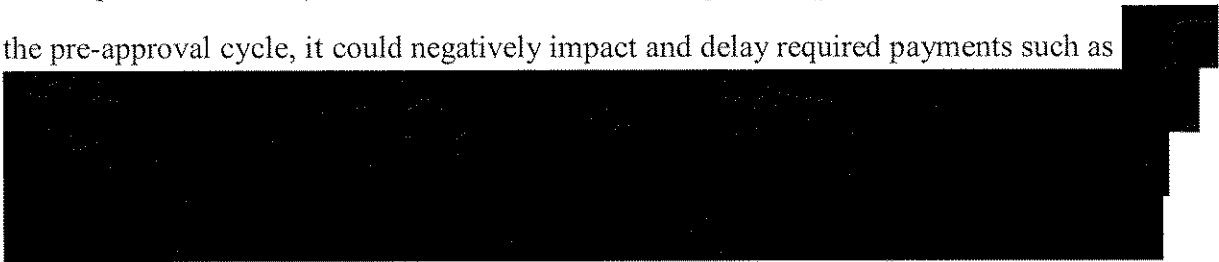 the pre-approval cycle, it could negatively impact and delay required payments such as